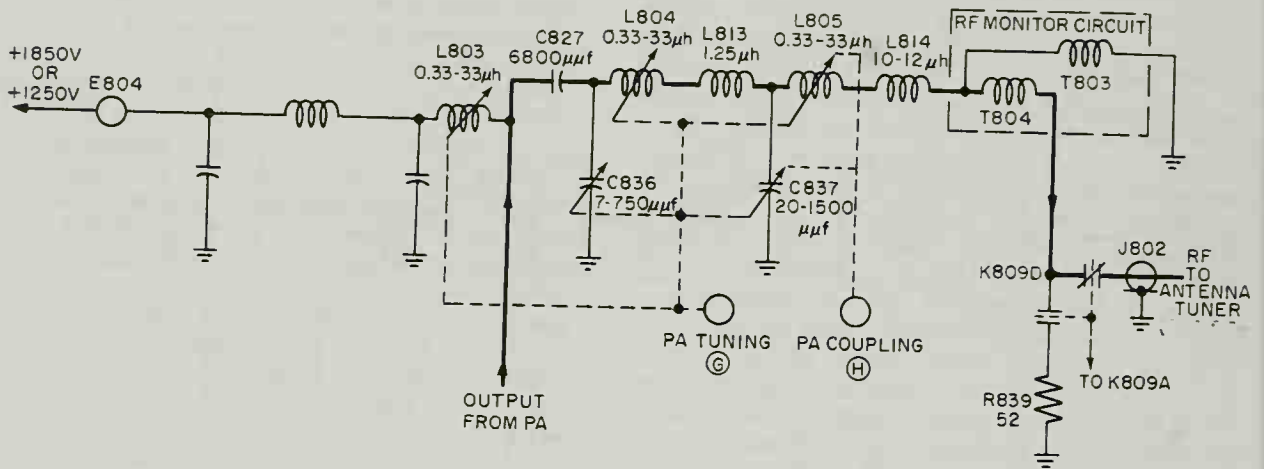 +1850V
OR
+1250V
E804
L803
0.33-33μh
C827
6800μμf
L804
0.33-33μh
L813
1.25μh
L805
0.33-33μh
L814
10-12μh
RF MONITOR CIRCUIT
T803
T804
C836
7-750μμf
C837
20-1500
μμf
K809D
J802
RF
TO
ANTENNA
TUNER
PA TUNING
G
PA COUPLING
H
TO K809A
R839
52
OUTPUT
FROM PA